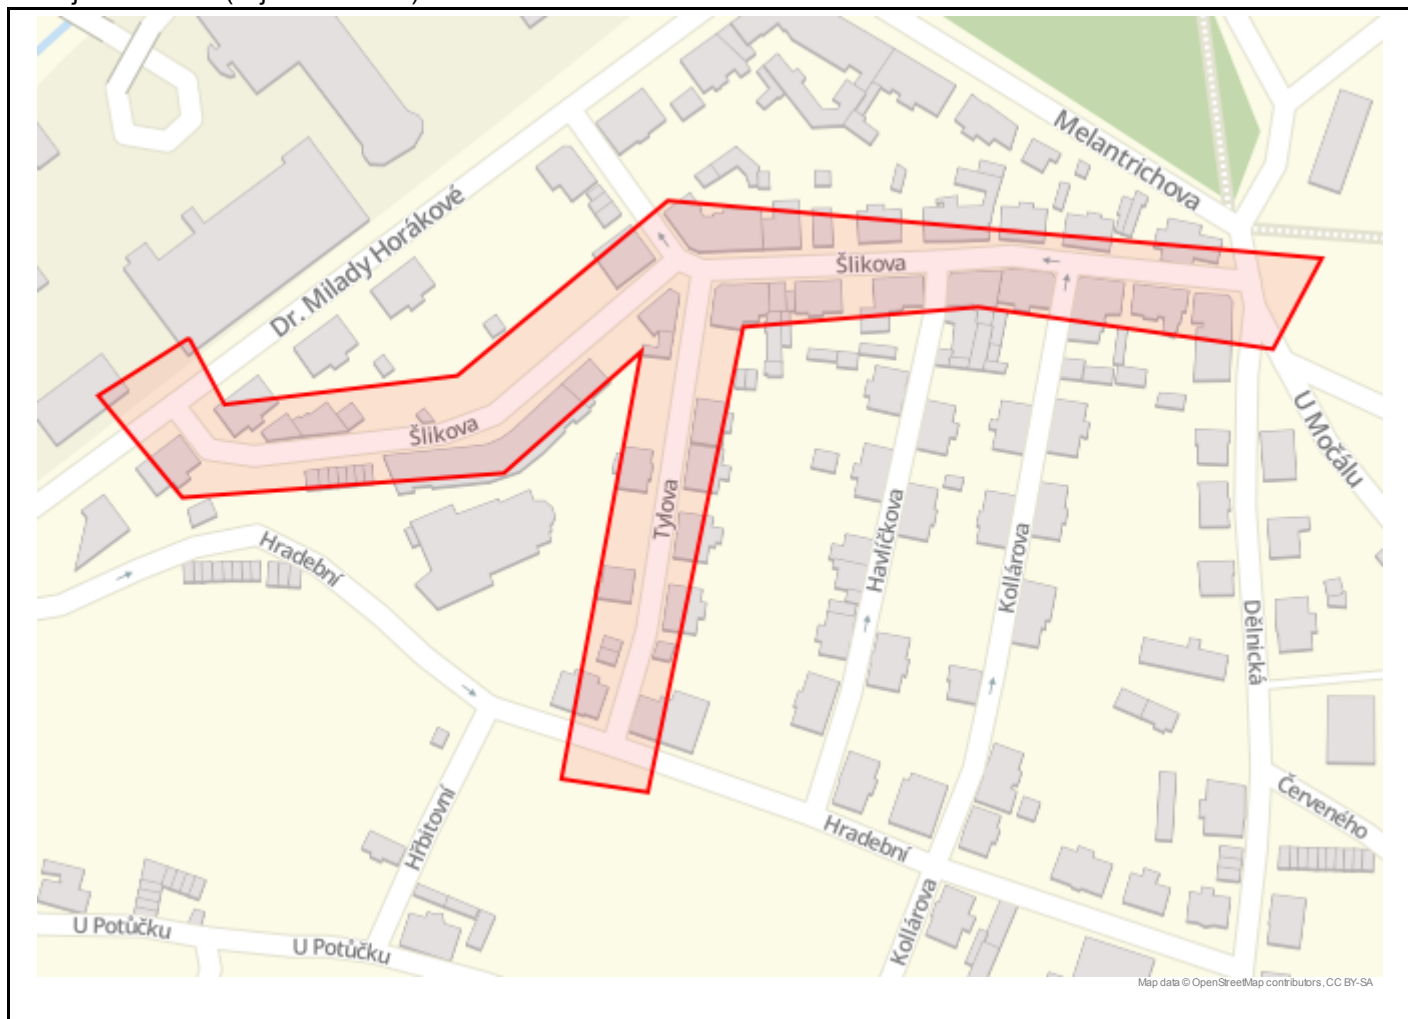 Melantrichova
Dr. Milady Horákové
Šlikova
Šlikova
Tylova
Havlíčkova
Kollárova
U Močálu
Hradební
Dělnická
Hřbitovní
Hradební
Červeného
Kollárova
U Potůčku
U Potůčku
Map data © OpenStreetMap contributors, CC BY-SA